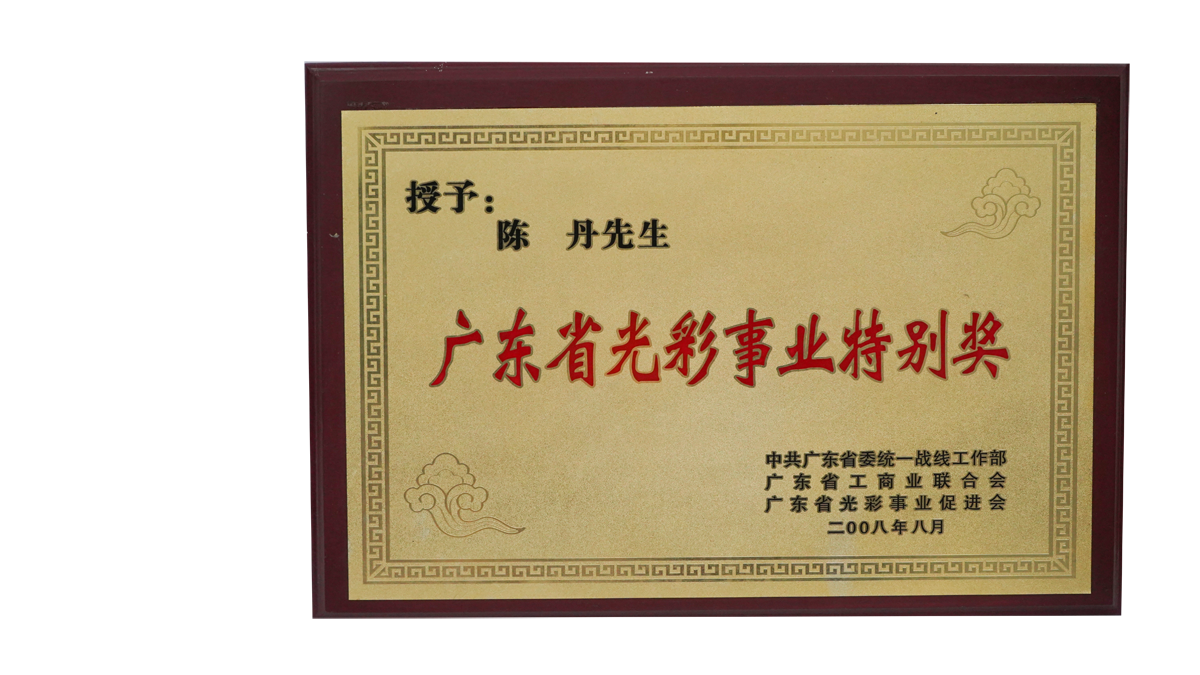 授予：
陈　丹先生
广东省光彩事业特别奖
中共广东省委统一战线工作部
广东省工商业联合会
广东省光彩事业促进会
二00八年八月